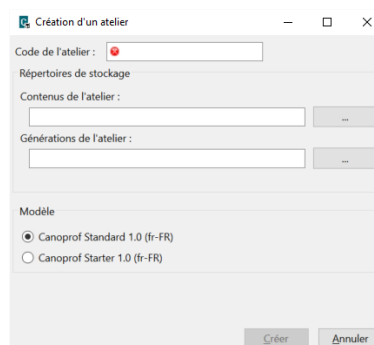 Création d'un atelier
Code de l'atelier :
Répertoires de stockage
Contenus de l'atelier :
...
Générations de l'atelier :
...
Modèle
Canoprof Standard 1.0 (fr-FR)
Canoprof Starter 1.0 (fr-FR)
Créer Annuler